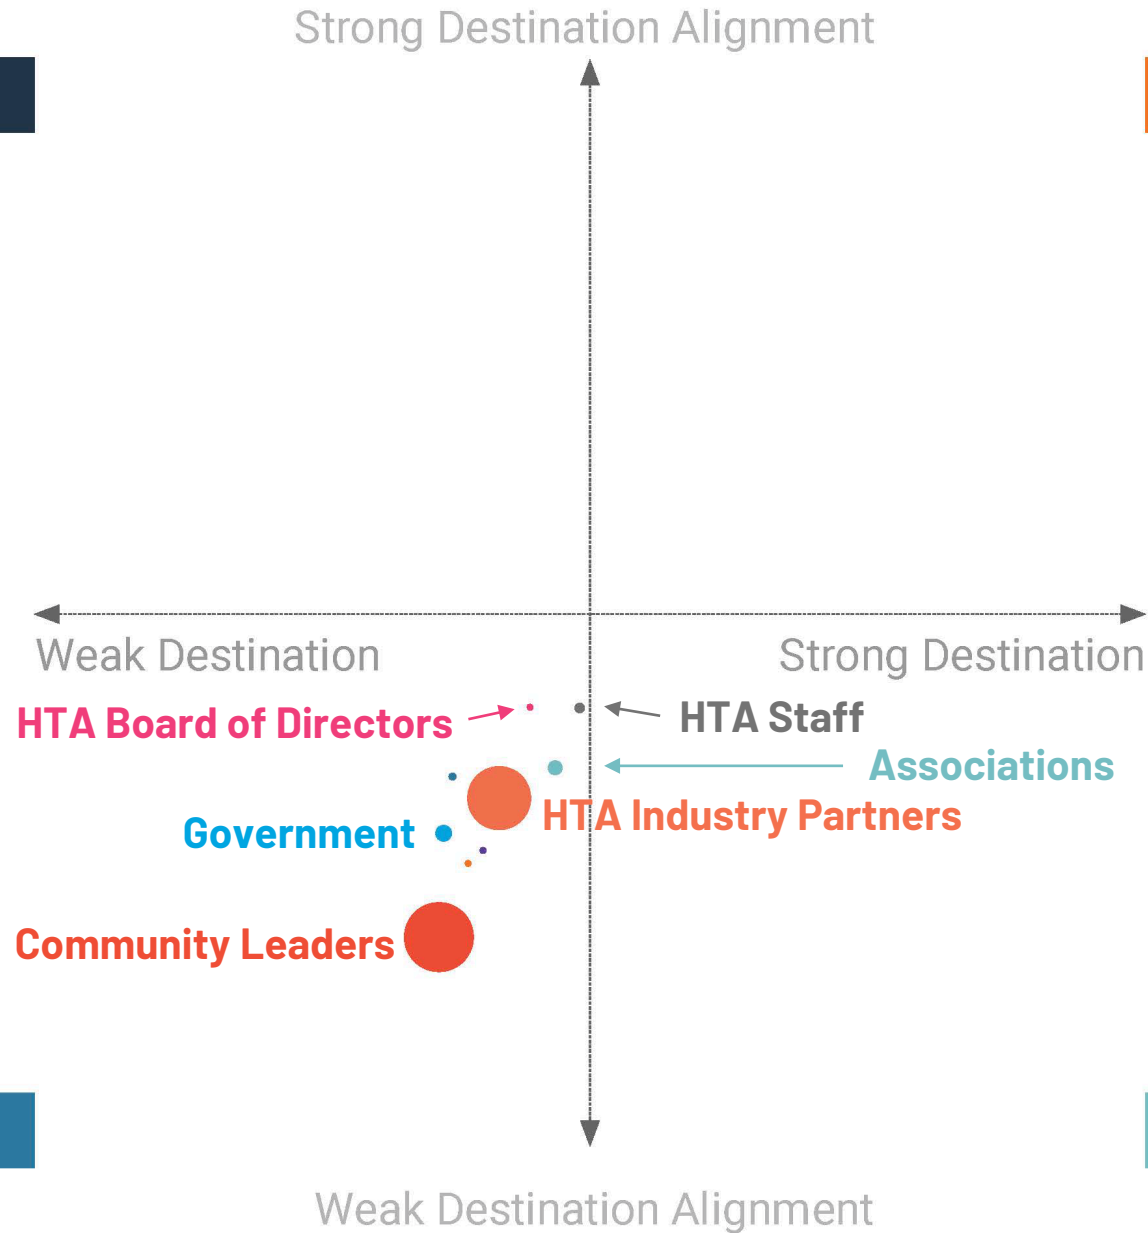 Strong Destination Alignment
Weak Destination
Strong Destination
HTA Board of Directors
HTA Staff
Associations
HTA Industry Partners
Government
Community Leaders
Weak Destination Alignment